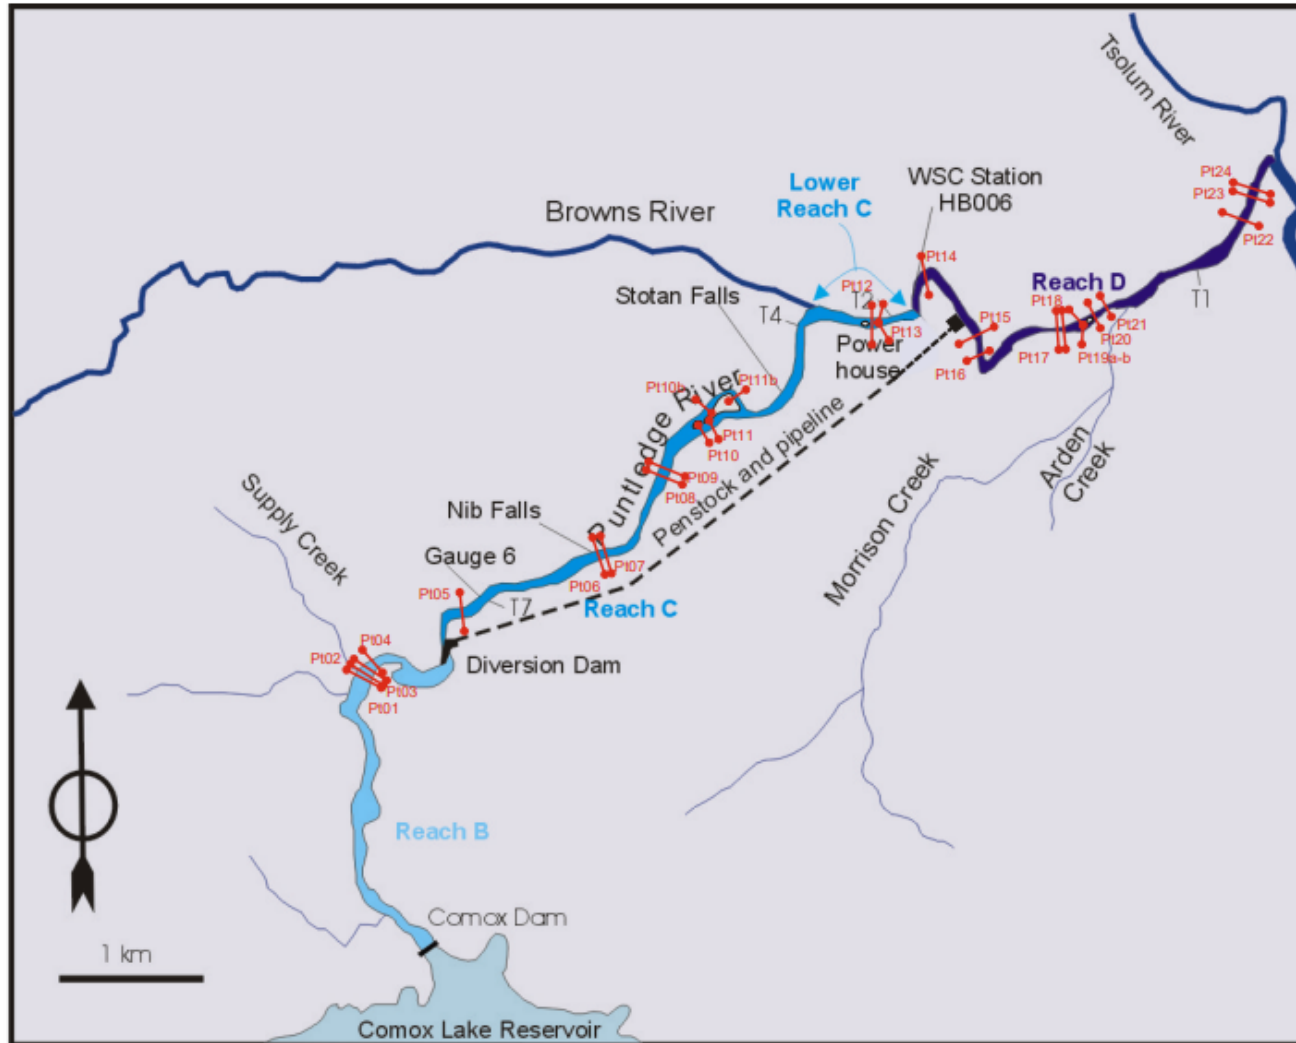 Tsolum River
Pt24
Pt23
Pt22
WSC Station
HB006
Lower
Reach C
Browns River
Pt14
Pt12
T2
Stotan Falls
T4
Reach D
T1
Pt18
Pt15
Pt13
Pt21
Pt20
Power
house
Pt17
Pt19a-b
Pt16
Pt10b
Pt11b
Puntledge River
Pt11
Pt10
Penstock and pipeline
Arden
Creek
Morrison Creek
Pt09
Pt08
Supply Creek
Nib Falls
Gauge 6
Pt07
Pt06
Pt05
T7
Reach C
Pt04
Pt02
Diversion Dam
Pt03
Pt01
Reach B
Comox Dam
1 km
Comox Lake Reservoir